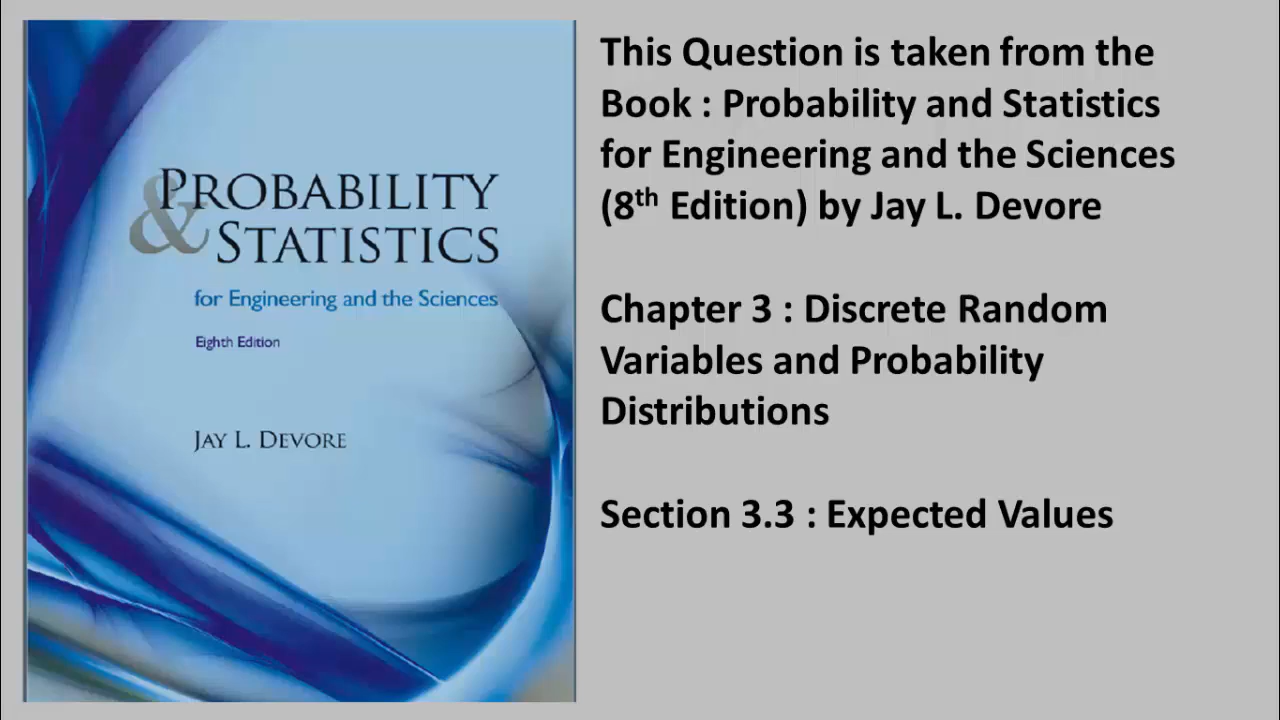 PROBABILITY
& STATISTICS
for Engineering and the Sciences
Eighth Edition
JAY L. DEVORE
This Question is taken from the
Book : Probability and Statistics
for Engineering and the Sciences
(8th Edition) by Jay L. Devore
Chapter 3 : Discrete Random
Variables and Probability
Distributions
Section 3.3 : Expected Values